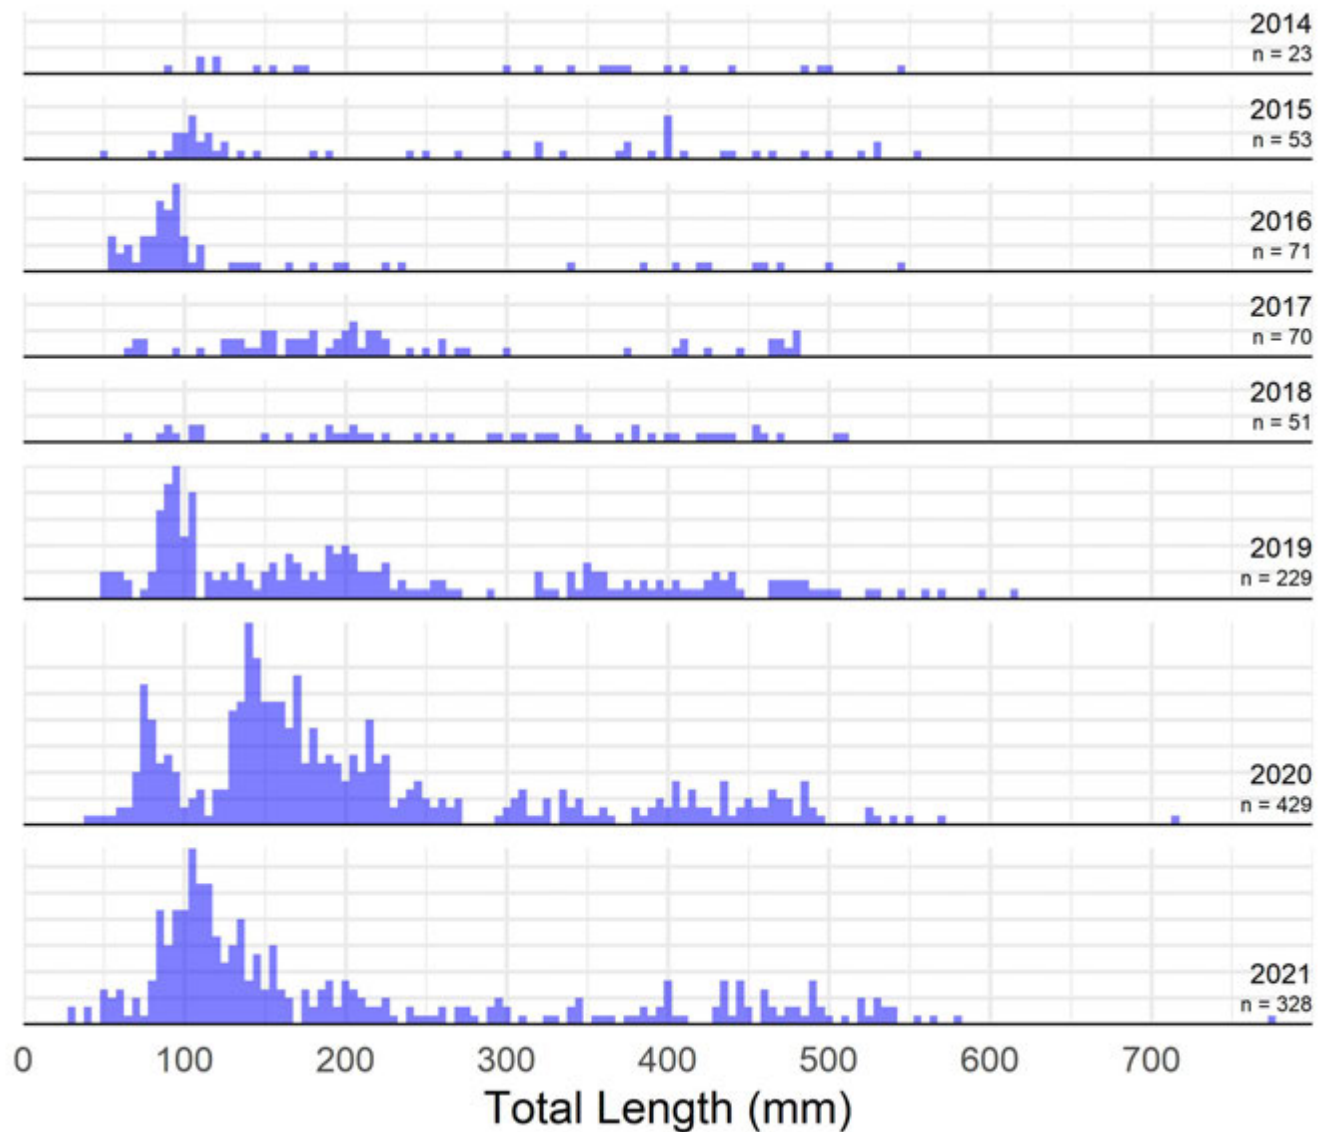 2014
n = 23
2015
n = 53
2016
n = 71
2017
n = 70
2018
n = 51
2019
n = 229
2020
n = 429
2021
n = 328
0 100 200 300 400 500 600 700
Total Length (mm)